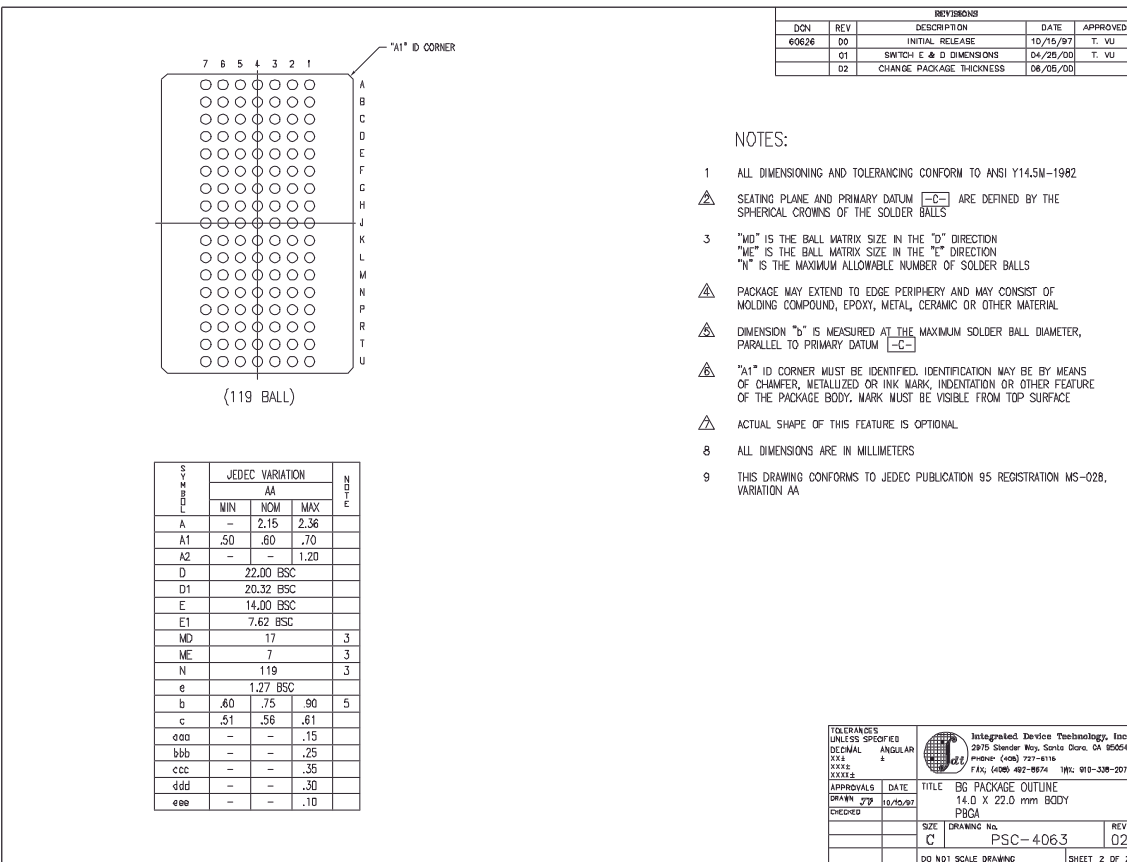 REVISIONS
DCN REV DESCRIPTION DATE APPROVED
60626 00 INITIAL RELEASE 10/15/97 T. VU
01 SWITCH E & D DIMENSIONS 04/25/00 T. VU
02 CHANGE PACKAGE THICKNESS 06/05/00
"A1" ID CORNER
7 6 5 4 3 2 1
A
B
C
D
E
F
G
H
J
K
L
M
N
P
R
T
U
(119 BALL)
NOTES:
1 ALL DIMENSIONING AND TOLERANCING CONFORM TO ANSI Y14.5M-1982
2 SEATING PLANE AND PRIMARY DATUM -C- ARE DEFINED BY THE
SPHERICAL CROWNS OF THE SOLDER BALLS
3 "MD" IS THE BALL MATRIX SIZE IN THE "D" DIRECTION
"ME" IS THE BALL MATRIX SIZE IN THE "E" DIRECTION
"N" IS THE MAXIMUM ALLOWABLE NUMBER OF SOLDER BALLS
4 PACKAGE MAY EXTEND TO EDGE PERIPHERY AND MAY CONSIST OF
MOLDING COMPOUND, EPOXY, METAL, CERAMIC OR OTHER MATERIAL
5 DIMENSION "b" IS MEASURED AT THE MAXIMUM SOLDER BALL DIAMETER,
PARALLEL TO PRIMARY DATUM -C-
6 "A1" ID CORNER MUST BE IDENTIFIED. IDENTIFICATION MAY BE BY MEANS
OF CHAMFER, METALLIZED OR INK MARK, INDENTATION OR OTHER FEATURE
OF THE PACKAGE BODY. MARK MUST BE VISIBLE FROM TOP SURFACE
7 ACTUAL SHAPE OF THIS FEATURE IS OPTIONAL
8 ALL DIMENSIONS ARE IN MILLIMETERS
9 THIS DRAWING CONFORMS TO JEDEC PUBLICATION 95 REGISTRATION MS-028,
VARIATION AA
SYMBOL JEDEC VARIATION NOTE
AA
MIN NOM MAX
A - 2.15 2.36
A1 .50 .60 .70
A2 - - 1.20
D 22.00 BSC
D1 20.32 BSC
E 14.00 BSC
E1 7.62 BSC
MD 17 3
ME 7 3
N 119 3
e 1.27 BSC
b .60 .75 .90 5
c .51 .56 .61
aaa - - .15
bbb - - .25
ccc - - .35
ddd - - .30
eee - - .10
TOLERANCES
UNLESS SPECIFIED
DECIMAL ANGULAR
XX± ±
XXX±
XXXX±
idt
Integrated Device Technology, Inc
2975 Stender Way, Santa Clara, CA 95054
PHONE: (408) 727-6116
FAX: (408) 492-8674
APPROVALS DATE
DRAWN 10/15/97
CHECKED
TITLE BG PACKAGE OUTLINE
14.0 X 22.0 mm BODY
PBGA
SIZE DRAWING No. REV
C PSC-4063 02
DO NOT SCALE DRAWING SHEET 2 OF